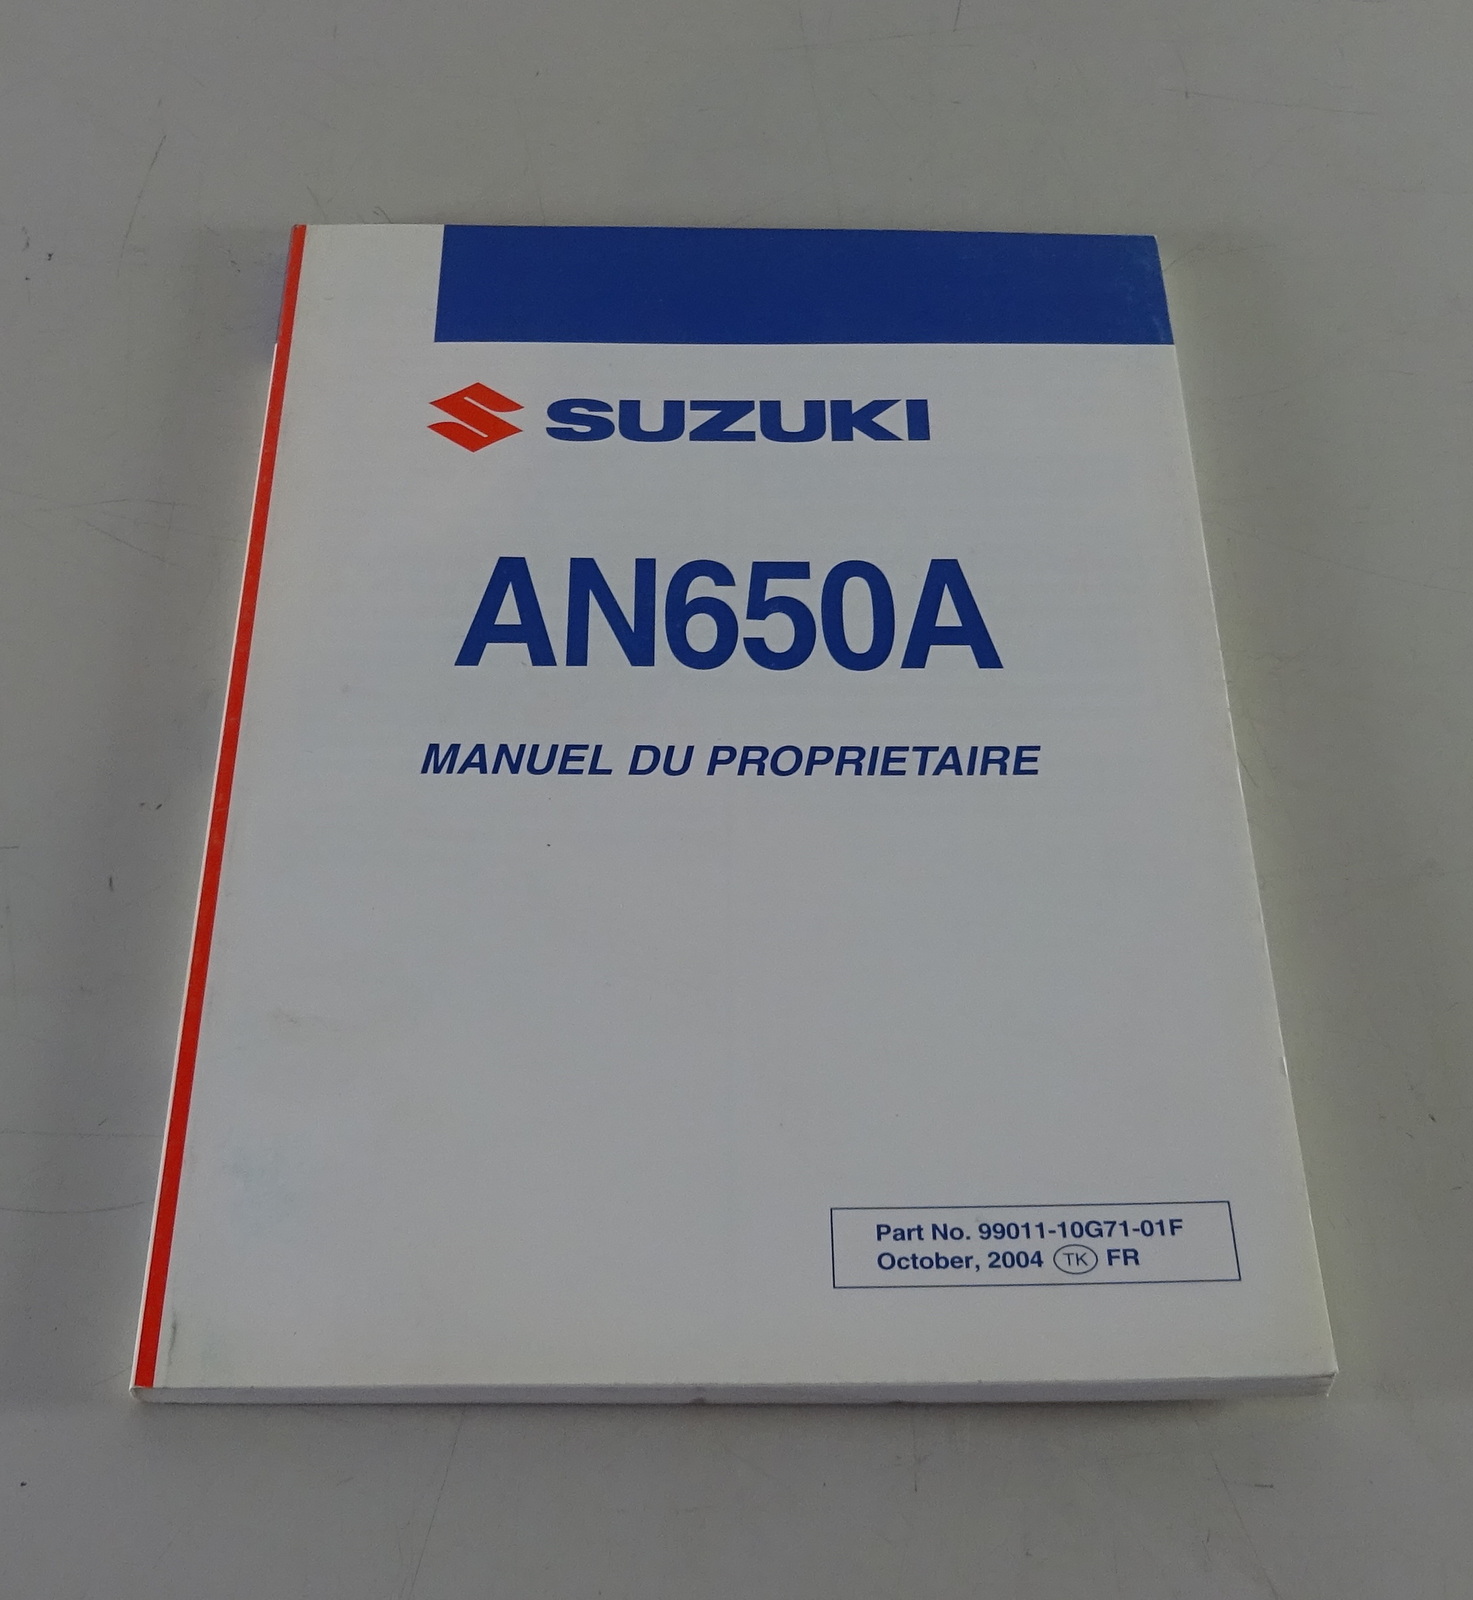 SUZUKI
AN650A
MANUEL DU PROPRIETAIRE
Part No. 99011-10G71-01F
October, 2004 TK FR